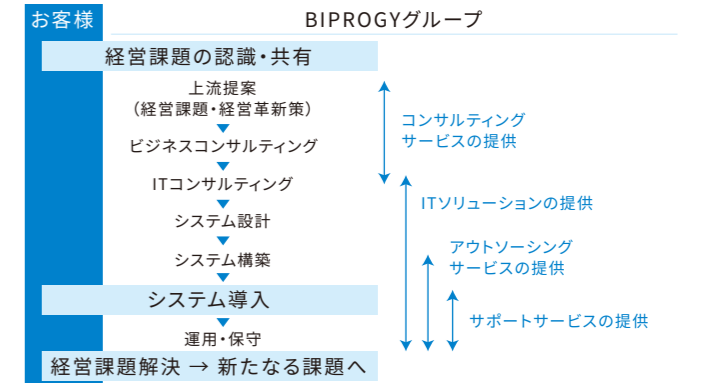 お客様
BIPROGYグループ
経営課題の認識・共有
上流提案
（経営課題・経営革新策）
ビジネスコンサルティング
ITコンサルティング
システム設計
システム構築
システム導入
運用・保守
経営課題解決 → 新たなる課題へ
コンサルティング
サービスの提供
ITソリューションの提供
アウトソーシング
サービスの提供
サポートサービスの提供